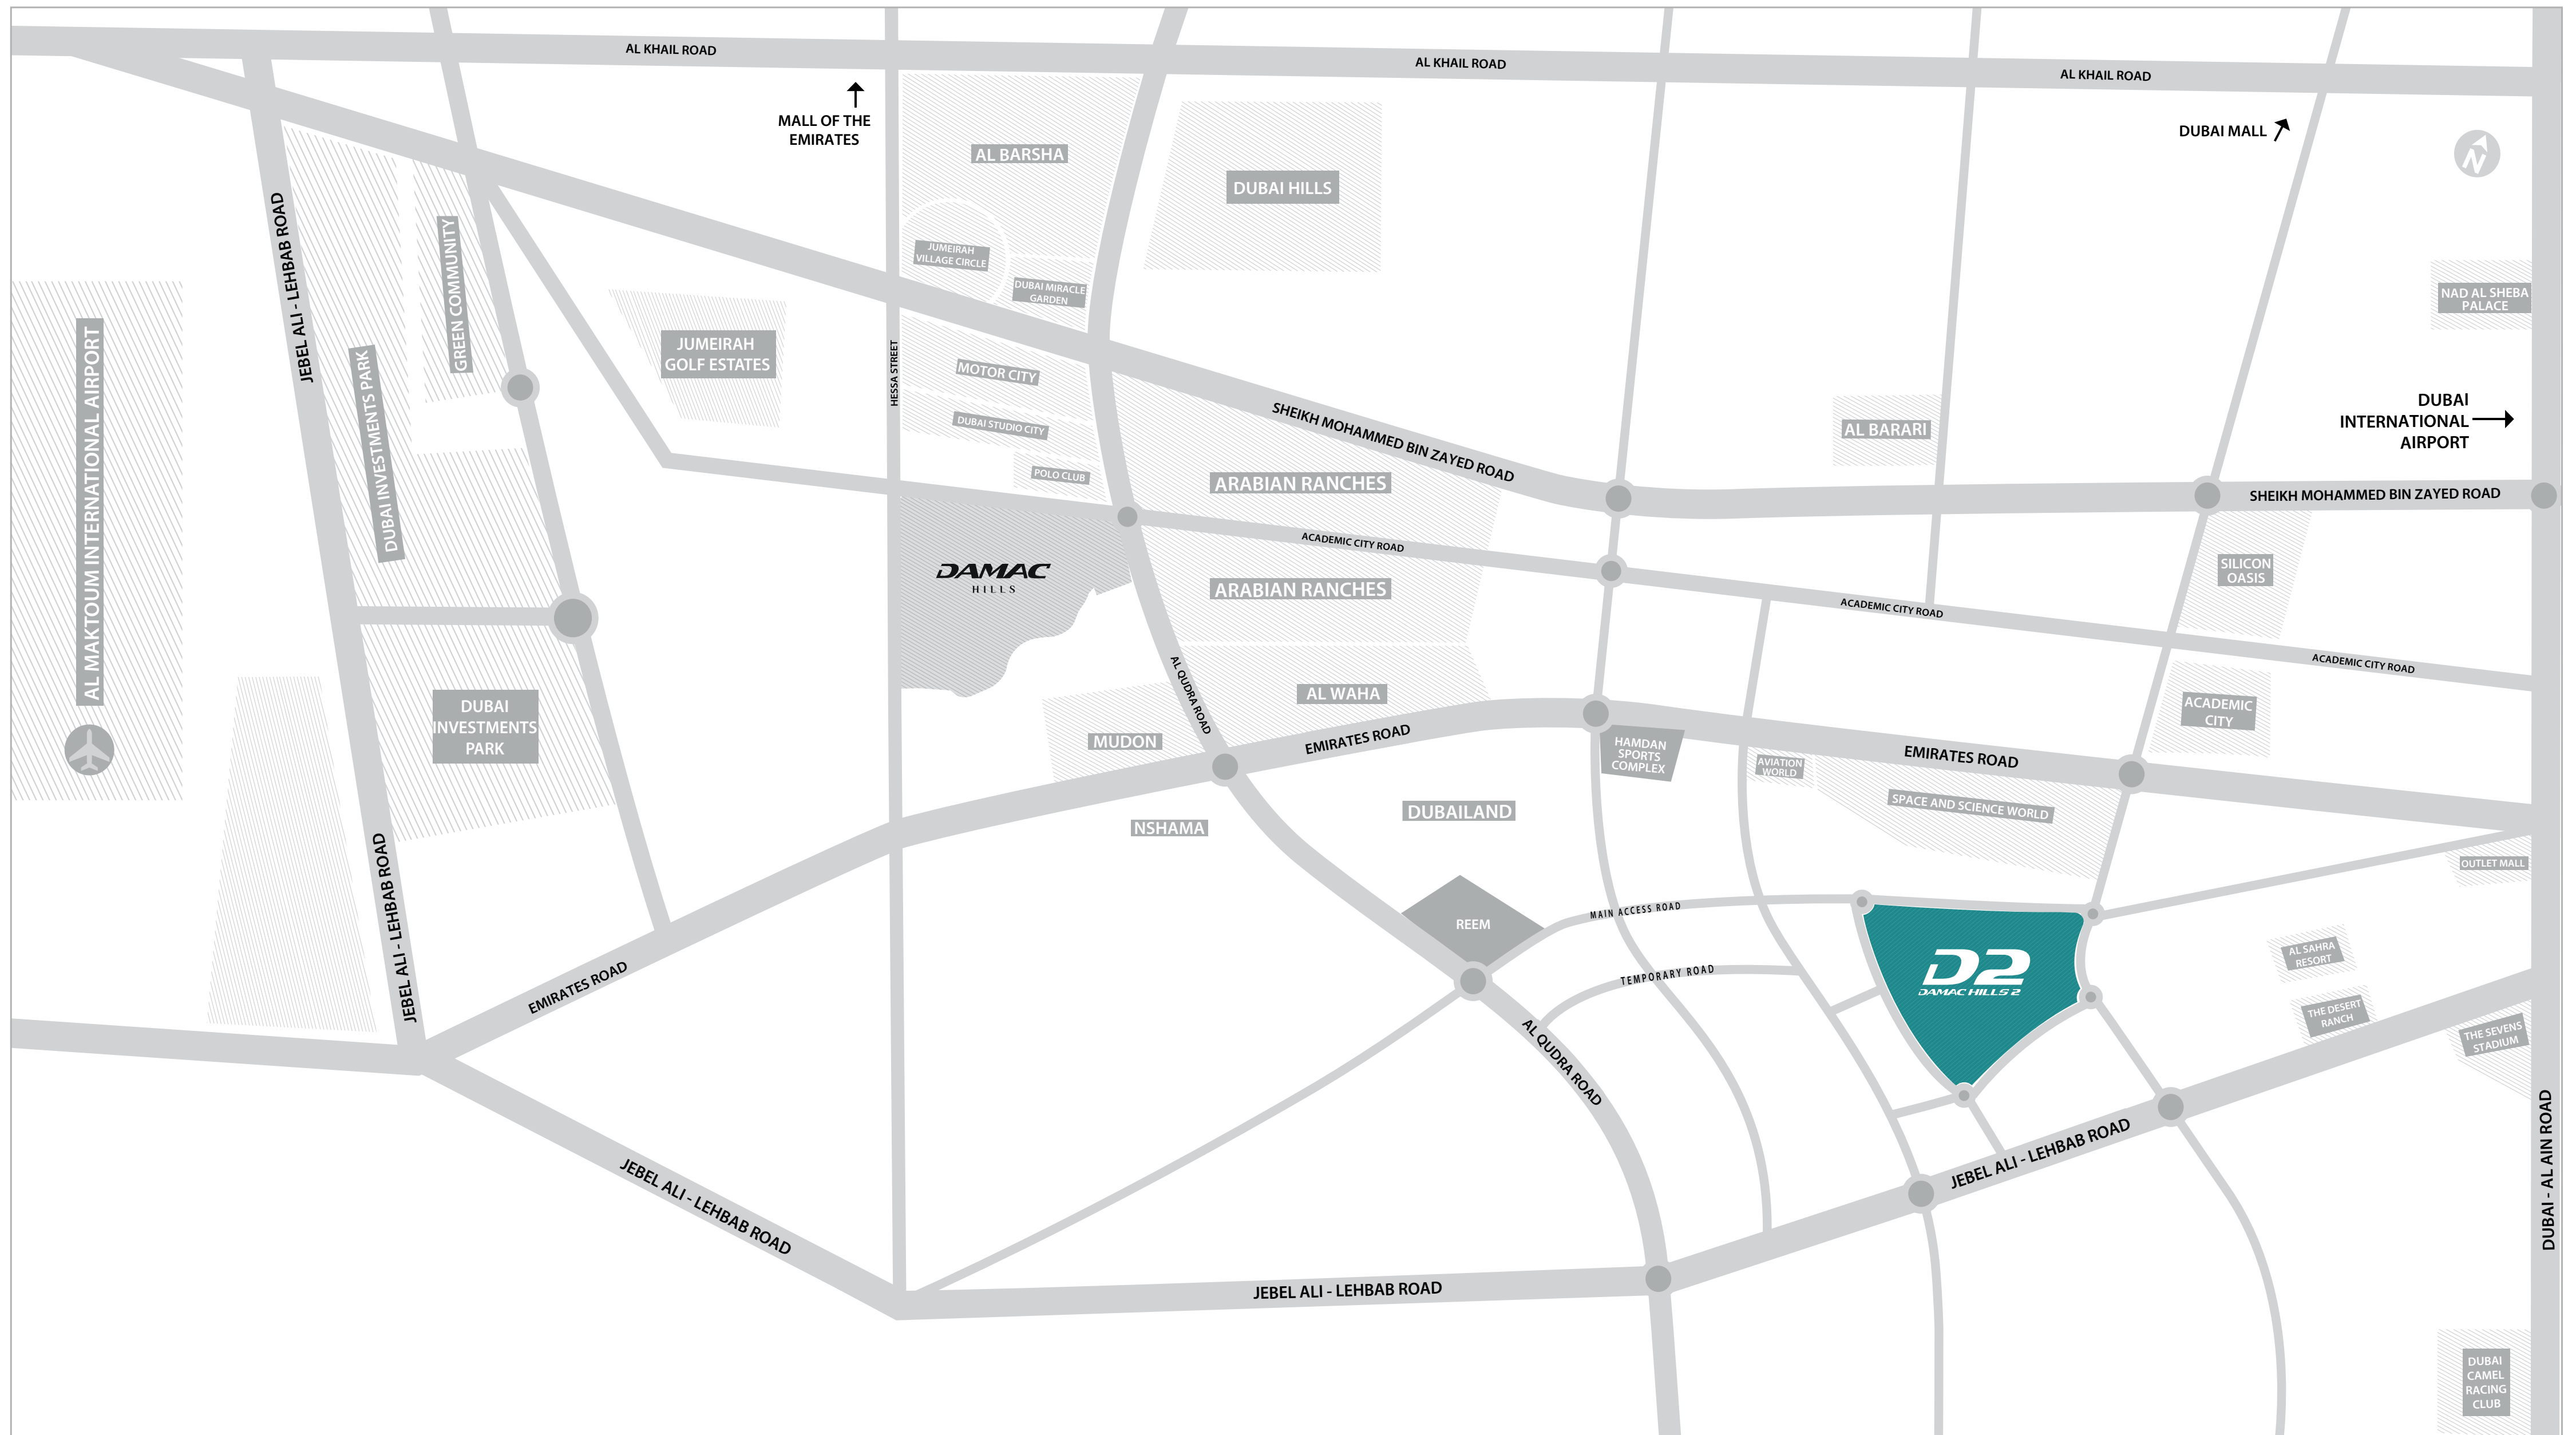 AL KHAIL ROAD
AL KHAIL ROAD
AL KHAIL ROAD
MALL OF THE
EMIRATES
DUBAI MALL
N
AL BARSHA
DUBAI HILLS
JEBEL ALI - LEHBAB ROAD
GREEN COMMUNITY
JUMEIRAH
VILLAGE CIRCLE
DUBAI MIRACLE
GARDEN
NAD AL SHEBA
PALACE
AL MAKTOUM INTERNATIONAL AIRPORT
DUBAI INVESTMENTS PARK
JUMEIRAH
GOLF ESTATES
HESSA STREET
MOTOR CITY
DUBAI STUDIO CITY
POLO CLUB
SHEIKH MOHAMMED BIN ZAYED ROAD
AL BARARI
DUBAI
INTERNATIONAL
AIRPORT
SHEIKH MOHAMMED BIN ZAYED ROAD
ARABIAN RANCHES
ACADEMIC CITY ROAD
DAMAC
HILLS
ARABIAN RANCHES
ACADEMIC CITY ROAD
SILICON
OASIS
ACADEMIC CITY ROAD
AL QUDRA ROAD
AL WAHA
ACADEMIC
CITY
DUBAI
INVESTMENTS
PARK
MUDON
EMIRATES ROAD
HAMDAN
SPORTS
COMPLEX
AVIATION
WORLD
EMIRATES ROAD
SPACE AND SCIENCE WORLD
NSHAMA
DUBAILAND
OUTLET MALL
JEBEL ALI - LEHBAB ROAD
EMIRATES ROAD
REEM
MAIN ACCESS ROAD
TEMPORARY ROAD
D2
DAMAC HILLS 2
AL SAHRA
RESORT
THE DESERT
RANCH
THE SEVENS
STADIUM
AL QUDRA ROAD
JEBEL ALI - LEHBAB ROAD
JEBEL ALI - LEHBAB ROAD
JEBEL ALI - LEHBAB ROAD
DUBAI - AL AIN ROAD
DUBAI
CAMEL
RACING
CLUB